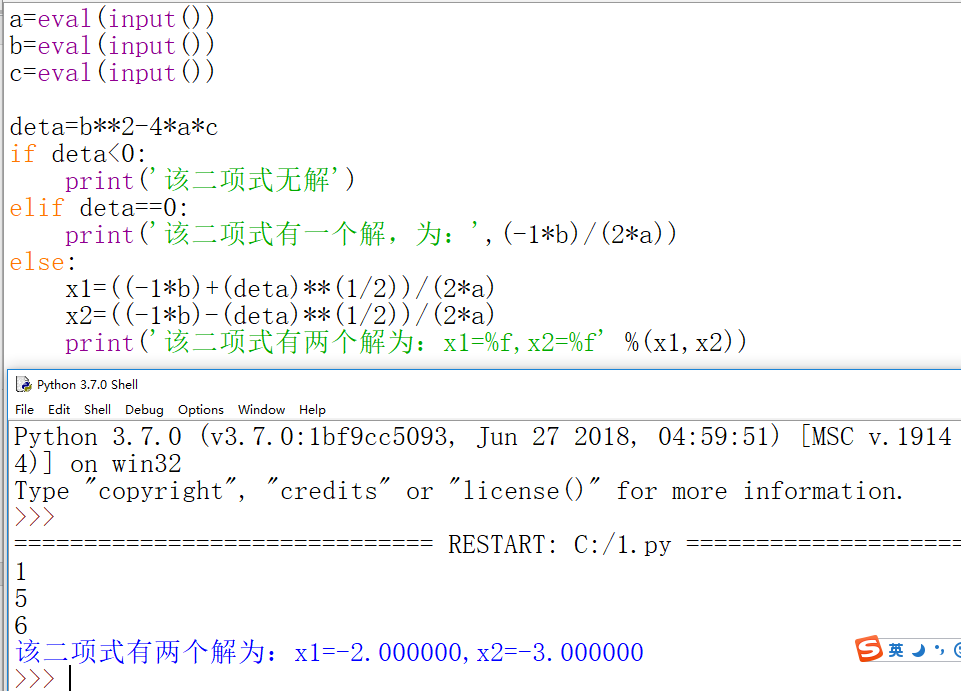 a=eval(input())
b=eval(input())
c=eval(input())
deta=b**2-4*a*c
if deta<0:
print('该二项式无解')
elif deta==0:
print('该二项式有一个解，为：',(-1*b)/(2*a))
else:
x1=((-1*b)+(deta)**(1/2))/(2*a)
x2=((-1*b)-(deta)**(1/2))/(2*a)
print('该二项式有两个解为：x1=%f,x2=%f' %(x1,x2))
Python 3.7.0 Shell
File Edit Shell Debug Options Window Help
Python 3.7.0 (v3.7.0:1bf9cc5093, Jun 27 2018, 04:59:51) [MSC v.1914
4)] on win32
Type "copyright", "credits" or "license()" for more information.
>>>
============================== RESTART: C:/1.py ====================
1
5
6
该二项式有两个解为：x1=-2.000000,x2=-3.000000
>>>
S 英